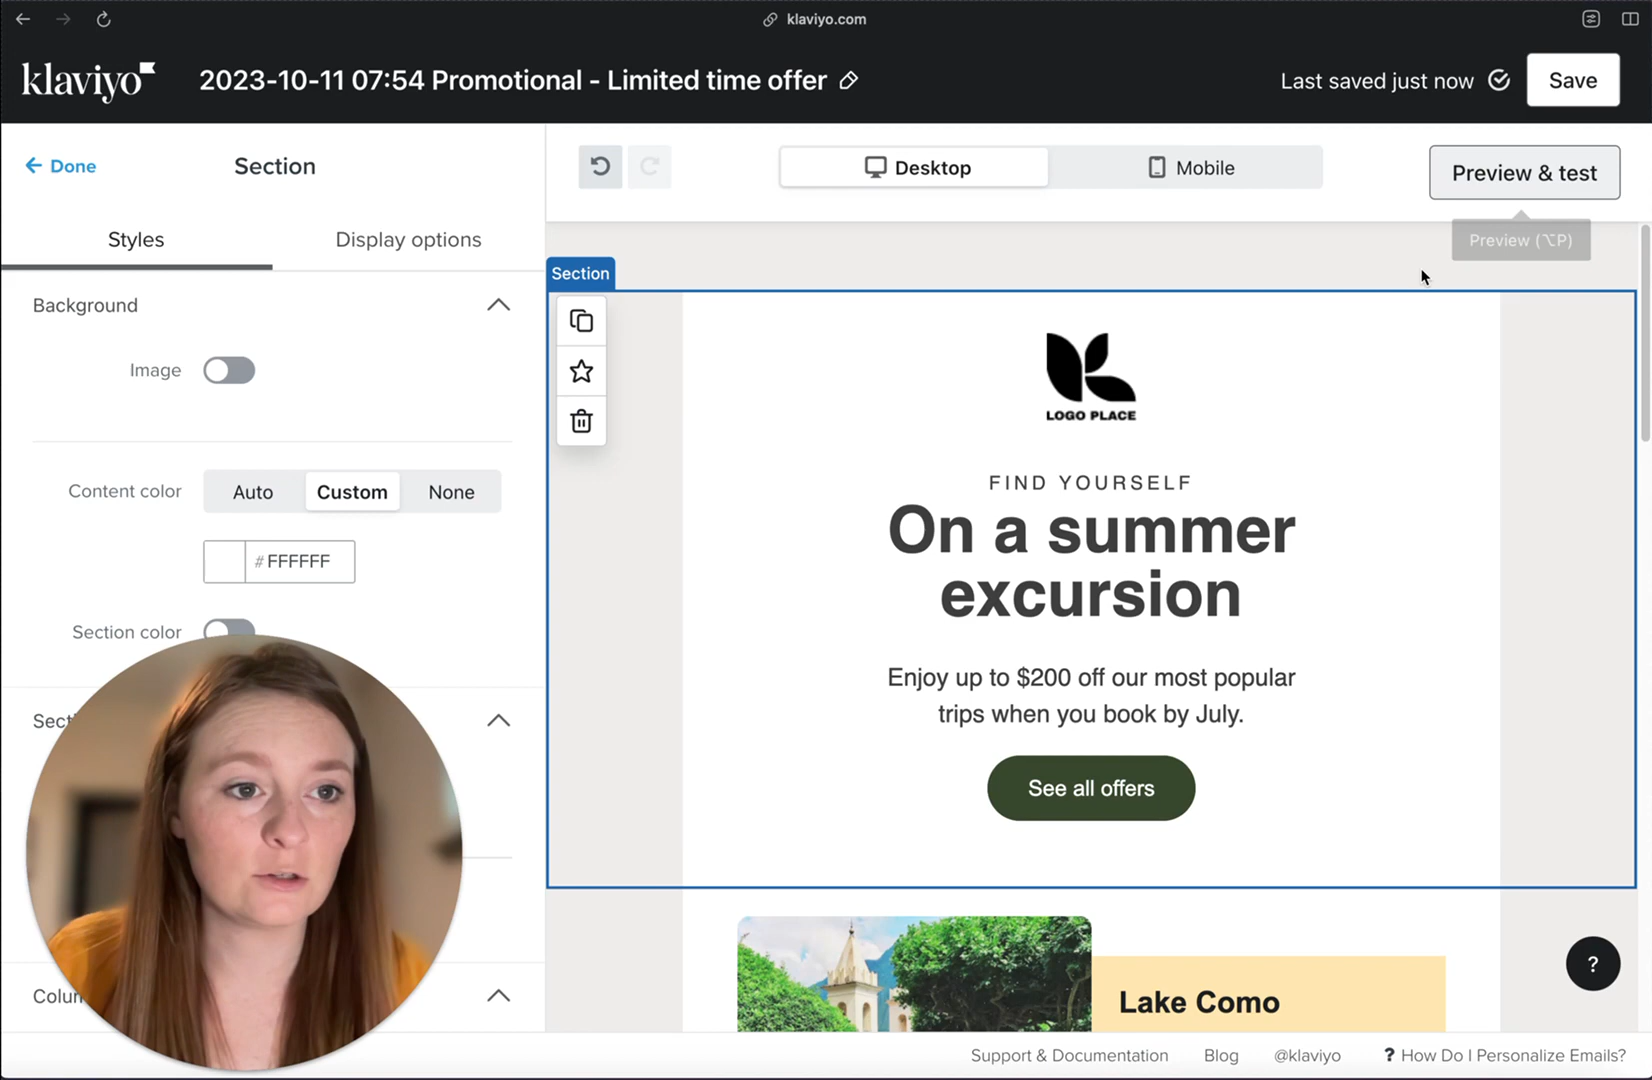 klaviyo.com
klaviyo
2023-10-11 07:54 Promotional - Limited time offer
Last saved just now
Save
Done
Section
Desktop
Mobile
Preview & test
Styles
Display options
Preview (⌥P)
Section
Background
Image
LOGO PLACE
Content color
Auto
Custom
None
FIND YOURSELF
On a summer
excursion
# FFFFFF
Section color
Enjoy up to $200 off our most popular
trips when you book by July.
See all offers
Lake Como
?
Support & Documentation
Blog
@klaviyo
? How Do I Personalize Emails?